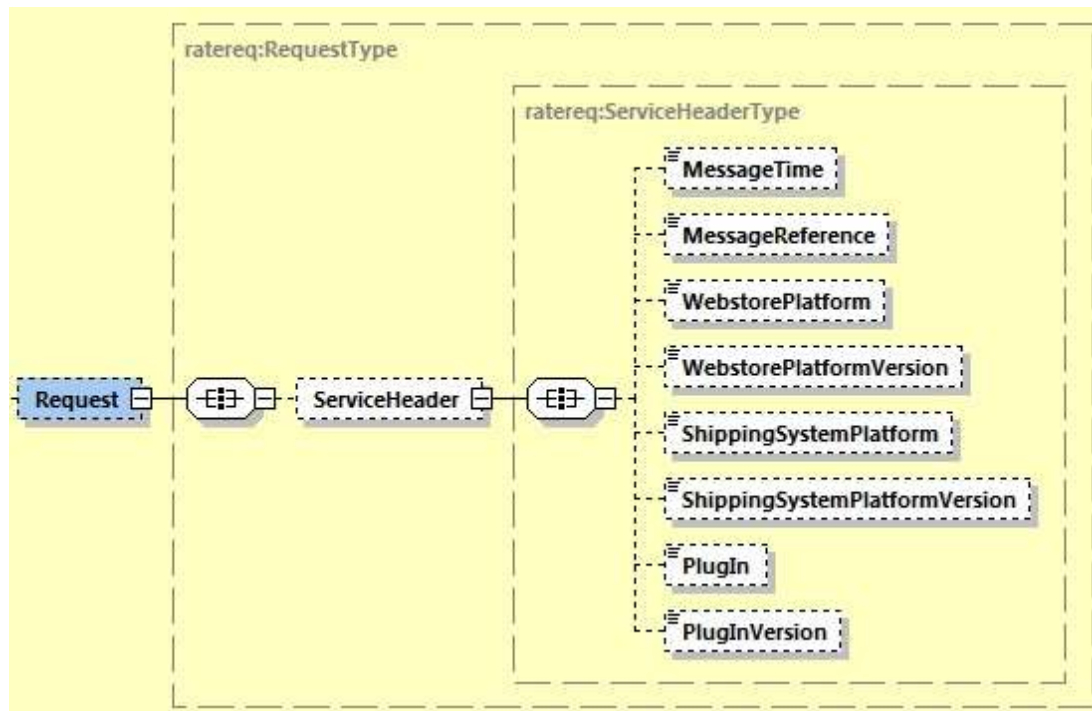 ratereq:RequestType
ratereq:ServiceHeaderType
MessageTime
MessageReference
WebstorePlatform
WebstorePlatformVersion
Request
ServiceHeader
ShippingSystemPlatform
ShippingSystemPlatformVersion
PlugIn
PlugInVersion